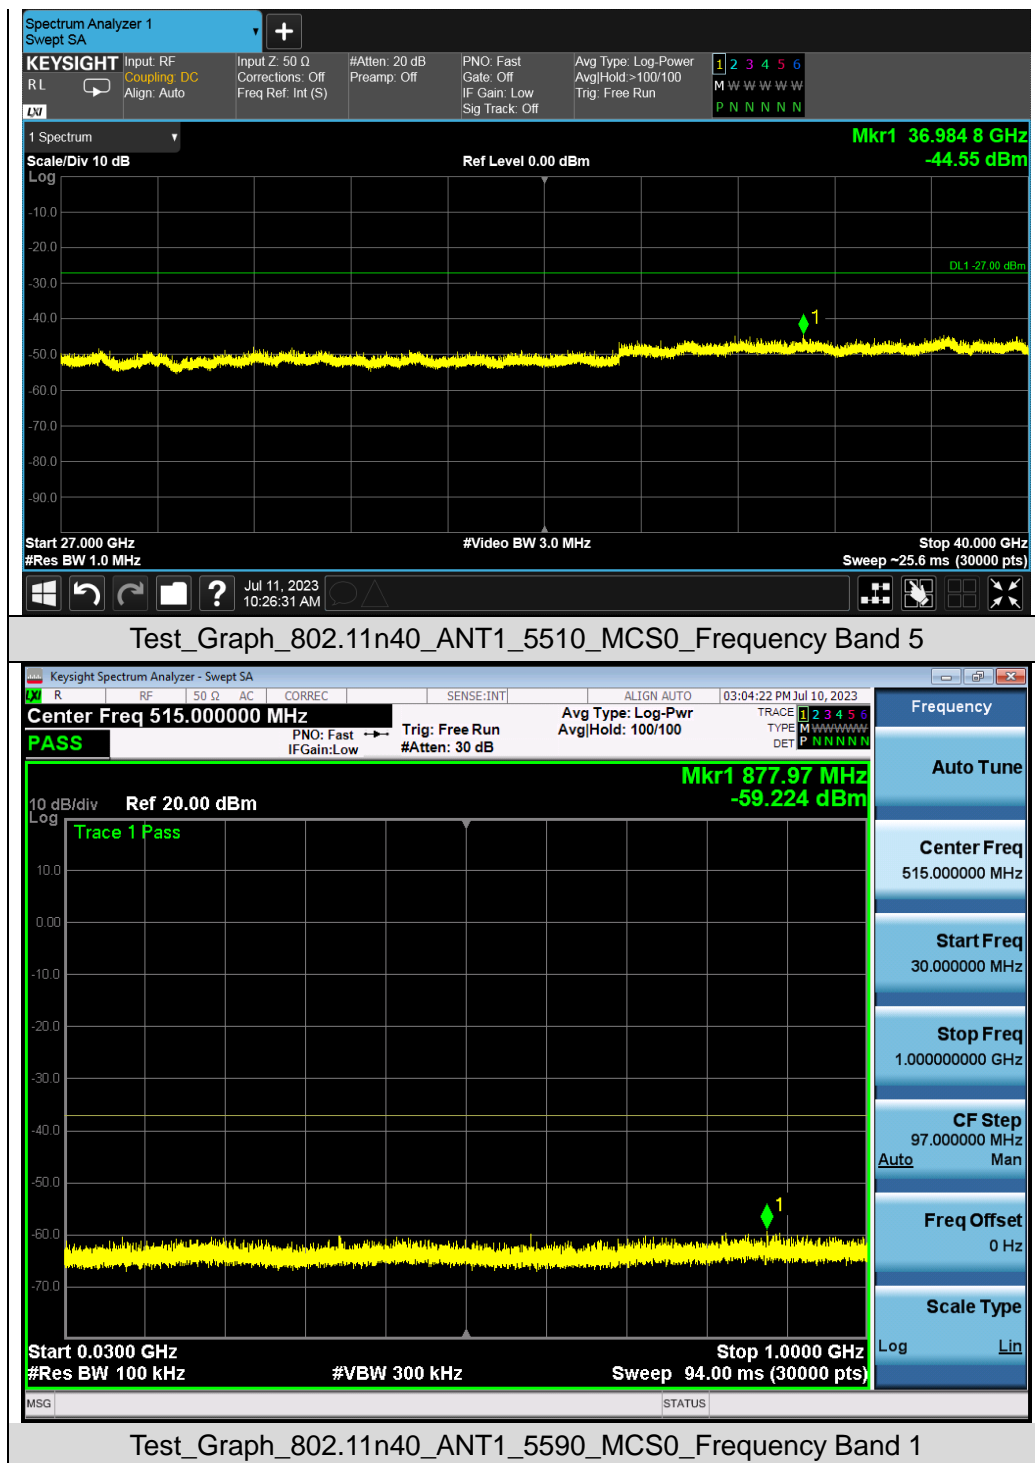 Spectrum Analyzer 1
Swept SA
KEYSIGHT Input: RF Input Z: 50 Ω #Atten: 20 dB PNO: Fast Avg Type: Log-Power 1 2 3 4 5 6
R L Coupling: DC Corrections: Off Preamp: Off Gate: Off Avg|Hold:>100/100 M W W W W W
Align: Auto Freq Ref: Int (S) IF Gain: Low Trig: Free Run
LXI Sig Track: Off P N N N N N
1 Spectrum Mkr1 36.984 8 GHz
Scale/Div 10 dB Ref Level 0.00 dBm -44.55 dBm
Log
-10.0
-20.0
DL1 -27.00 dBm
-30.0
-40.0
1
-50.0
-60.0
-70.0
-80.0
-90.0
Start 27.000 GHz #Video BW 3.0 MHz Stop 40.000 GHz
#Res BW 1.0 MHz Sweep ~25.6 ms (30000 pts)
Jul 11, 2023
10:26:31 AM
Test_Graph_802.11n40_ANT1_5510_MCS0_Frequency Band 5
Keysight Spectrum Analyzer - Swept SA
LXI R RF 50 Ω AC CORREC SENSE:INT ALIGN AUTO 03:04:22 PM Jul 10, 2023
Center Freq 515.000000 MHz Avg Type: Log-Pwr TRACE 1 2 3 4 5 6
PNO: Fast Trig: Free Run Avg|Hold: 100/100 TYPE M W W W W W
PASS IFGain:Low #Atten: 30 dB DET P N N N N N
Mkr1 877.97 MHz
10 dB/div Ref 20.00 dBm -59.224 dBm
Log
Trace 1 Pass
10.0
0.00
-10.0
-20.0
-30.0
-40.0
-50.0
1
-60.0
-70.0
Start 0.0300 GHz Stop 1.0000 GHz
#Res BW 100 kHz #VBW 300 kHz Sweep 94.00 ms (30000 pts)
MSG STATUS
Frequency
Auto Tune
Center Freq
515.000000 MHz
Start Freq
30.000000 MHz
Stop Freq
1.000000000 GHz
CF Step
97.000000 MHz
Auto Man
Freq Offset
0 Hz
Scale Type
Log Lin
Test_Graph_802.11n40_ANT1_5590_MCS0_Frequency Band 1